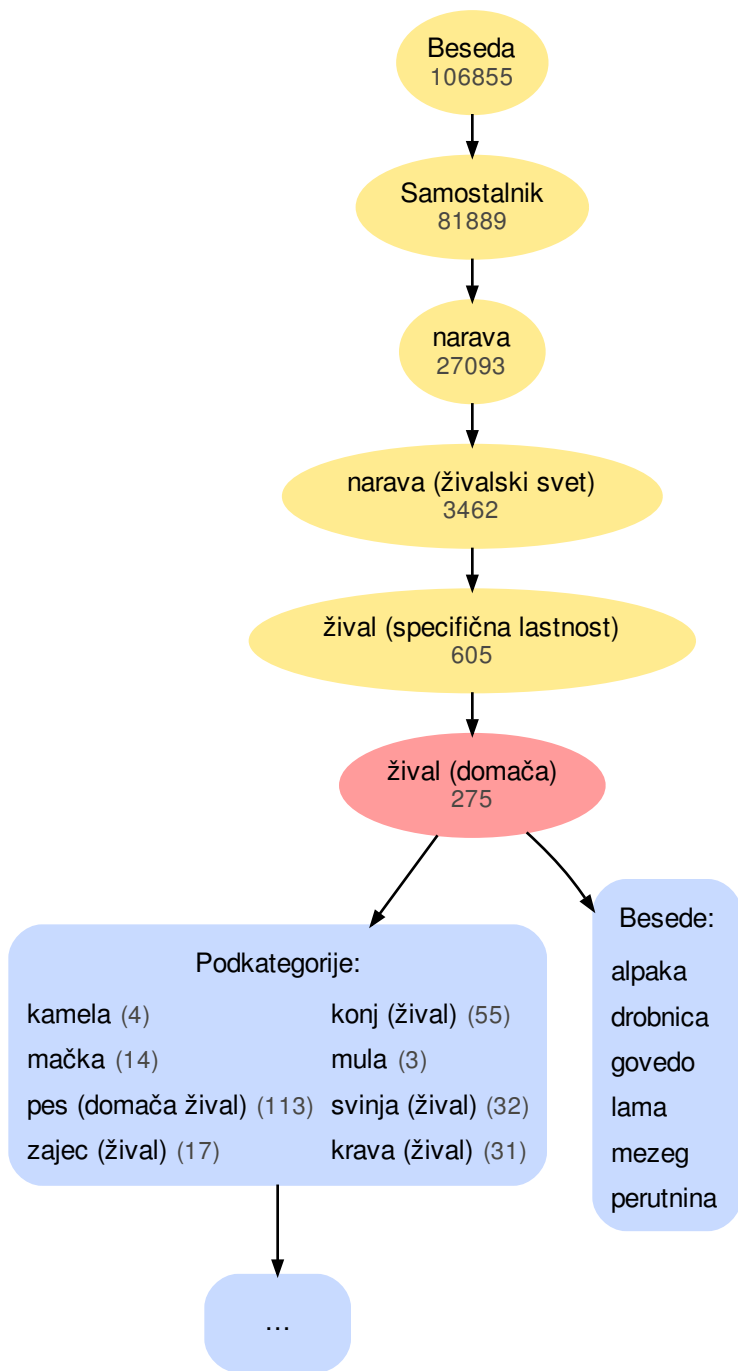 Beseda
106855
Samostalnik
81889
narava
27093
narava (živalski svet)
3462
žival (specifična lastnost)
605
žival (domača)
275
Podkategorije:
kamela (4) konj (žival) (55)
mačka (14) mula (3)
pes (domača žival) (113) svinja (žival) (32)
zajec (žival) (17) krava (žival) (31)
Besede:
alpaka
drobnica
govedo
lama
mezeg
perutnina
...